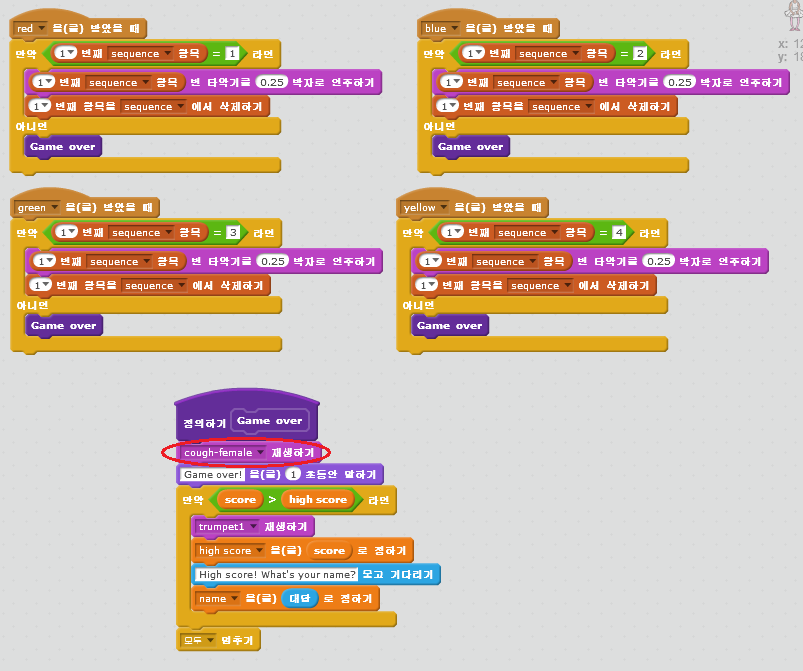 red 을(를) 받았을 때
만약 1 번째 sequence 항목 = 1 라면
1 번째 sequence 항목 번 타악기를 0.25 박자로 연주하기
1 번째 항목을 sequence 에서 삭제하기
아니면
Game over
blue 을(를) 받았을 때
만약 1 번째 sequence 항목 = 2 라면
1 번째 sequence 항목 번 타악기를 0.25 박자로 연주하기
1 번째 항목을 sequence 에서 삭제하기
아니면
Game over
x: 12
y: 18
green 을(를) 받았을 때
만약 1 번째 sequence 항목 = 3 라면
1 번째 sequence 항목 번 타악기를 0.25 박자로 연주하기
1 번째 항목을 sequence 에서 삭제하기
아니면
Game over
yellow 을(를) 받았을 때
만약 1 번째 sequence 항목 = 4 라면
1 번째 sequence 항목 번 타악기를 0.25 박자로 연주하기
1 번째 항목을 sequence 에서 삭제하기
아니면
Game over
정의하기 Game over
cough-female 재생하기
Game over! 을(를) 1 초동안 말하기
만약 score > high score 라면
trumpet1 재생하기
high score 을(를) score 로 정하기
High score! What's your name? 묻고 기다리기
name 을(를) 대답 로 정하기
모두 멈추기